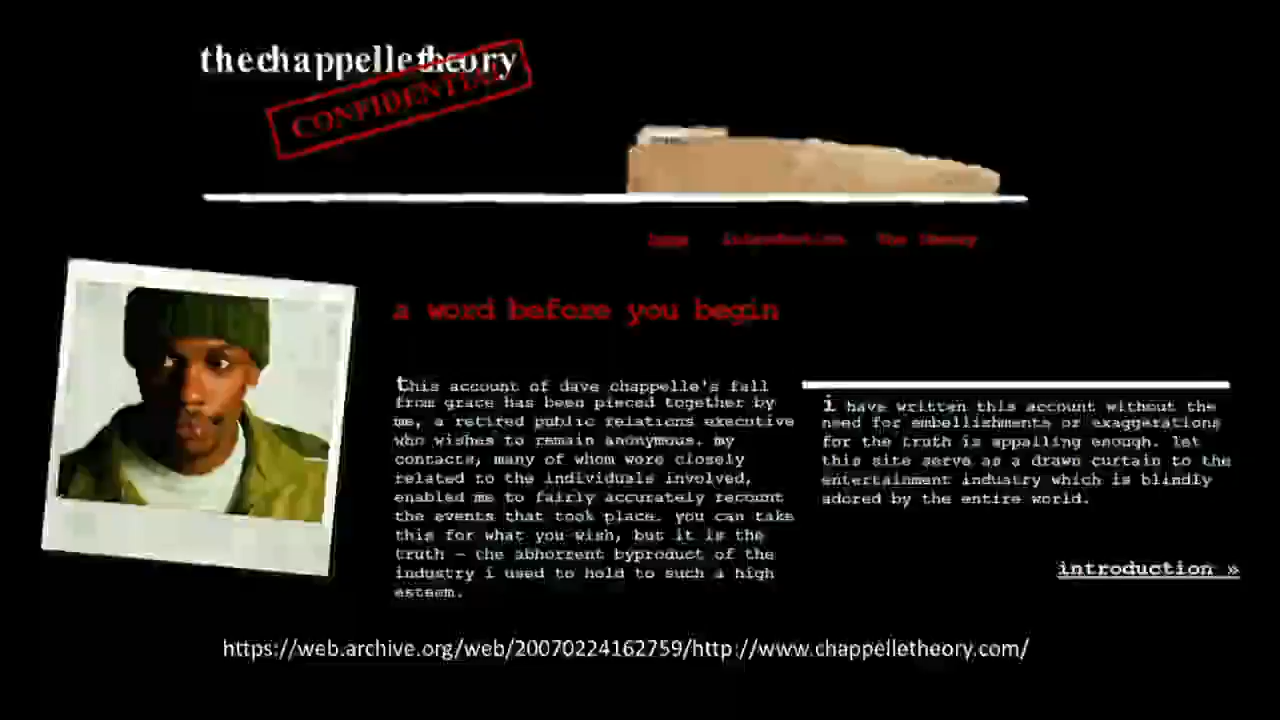 thechappelletheory
CONFIDENTIAL
home introduction the theory
a word before you begin
this account of dave chappelle's fall
from grace has been pieced together by
me, a retired public relations executive
who wishes to remain anonymous. my
contacts, many of whom were closely
related to the individuals involved,
enabled me to fairly accurately recount
the events that took place. you can take
this for what you wish, but it is the
truth – the abhorrent byproduct of the
industry i used to hold to such a high
esteem.
i have written this account without the
need for embellishments or exaggerations
for the truth is appalling enough. let
this site serve as a drawn curtain to the
entertainment industry which is blindly
adored by the entire world.
introduction »
https://web.archive.org/web/20070224162759/http://www.chappelletheory.com/